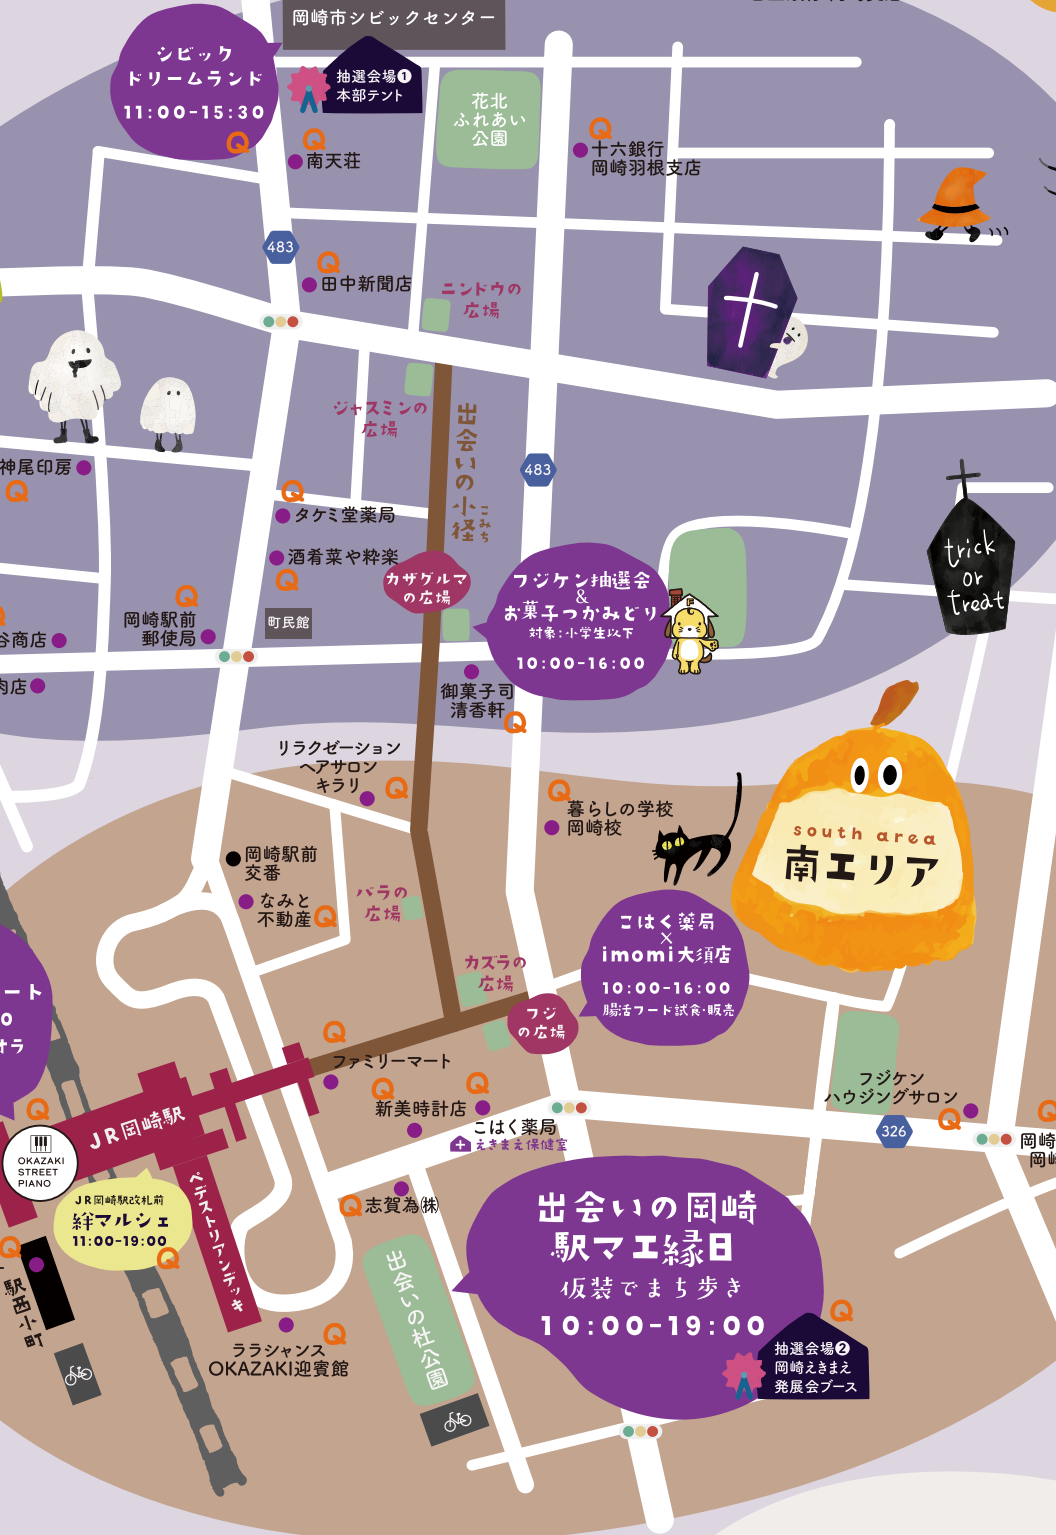 岡崎市シビックセンター
シビック
ドリームランド
11:00-15:30
Q
抽選会場❶
本部テント
花北
ふれあい
公園
Q
南天荘
Q
十六銀行
岡崎羽根支店
483
Q
田中新聞店
ニンドウの
広場
ジャスミンの
広場
出会いの小径
こみち
483
神尾印房
Q
Q
タケミ堂薬局
酒肴菜や粋楽
Q
カザグルマ
の広場
フジケン抽選会
&
お菓子つかみどり
対象:小学生以下
10:00-16:00
F
trick
or
Treat
Q
岡崎駅前
郵便局
町民館
谷商店
肉店
御菓子司
清香軒
Q
リラクゼーション
ヘアサロン
キラリ
Q
Q
暮らしの学校
岡崎校
south area
南エリア
岡崎駅前
交番
なみと
不動産
Q
バラの
広場
カズラの
広場
フジ
の広場
こはく薬局
×
imomi大須店
10:00-16:00
腸活フード試食・販売
ート
0
オラ
Q
ファミリーマート
Q
新美時計店
Q
こはく薬局
えきまえ保健室
フジケン
ハウジングサロン
Q
326
Q
岡崎
岡崎
Q
JR岡崎駅
OKAZAKI
STREET
PIANO
JR岡崎駅改札前
絆マルシェ
11:00-19:00
Q
ペデストリアンデッキ
Q
志賀為㈱
出会いの杜公園
出会いの岡崎
駅マエ縁日
仮装でまち歩き
10:00-19:00
Q
抽選会場❷
岡崎えきまえ
発展会ブース
Q
駅西小町
Q
ララシャンス
OKAZAKI迎賓館